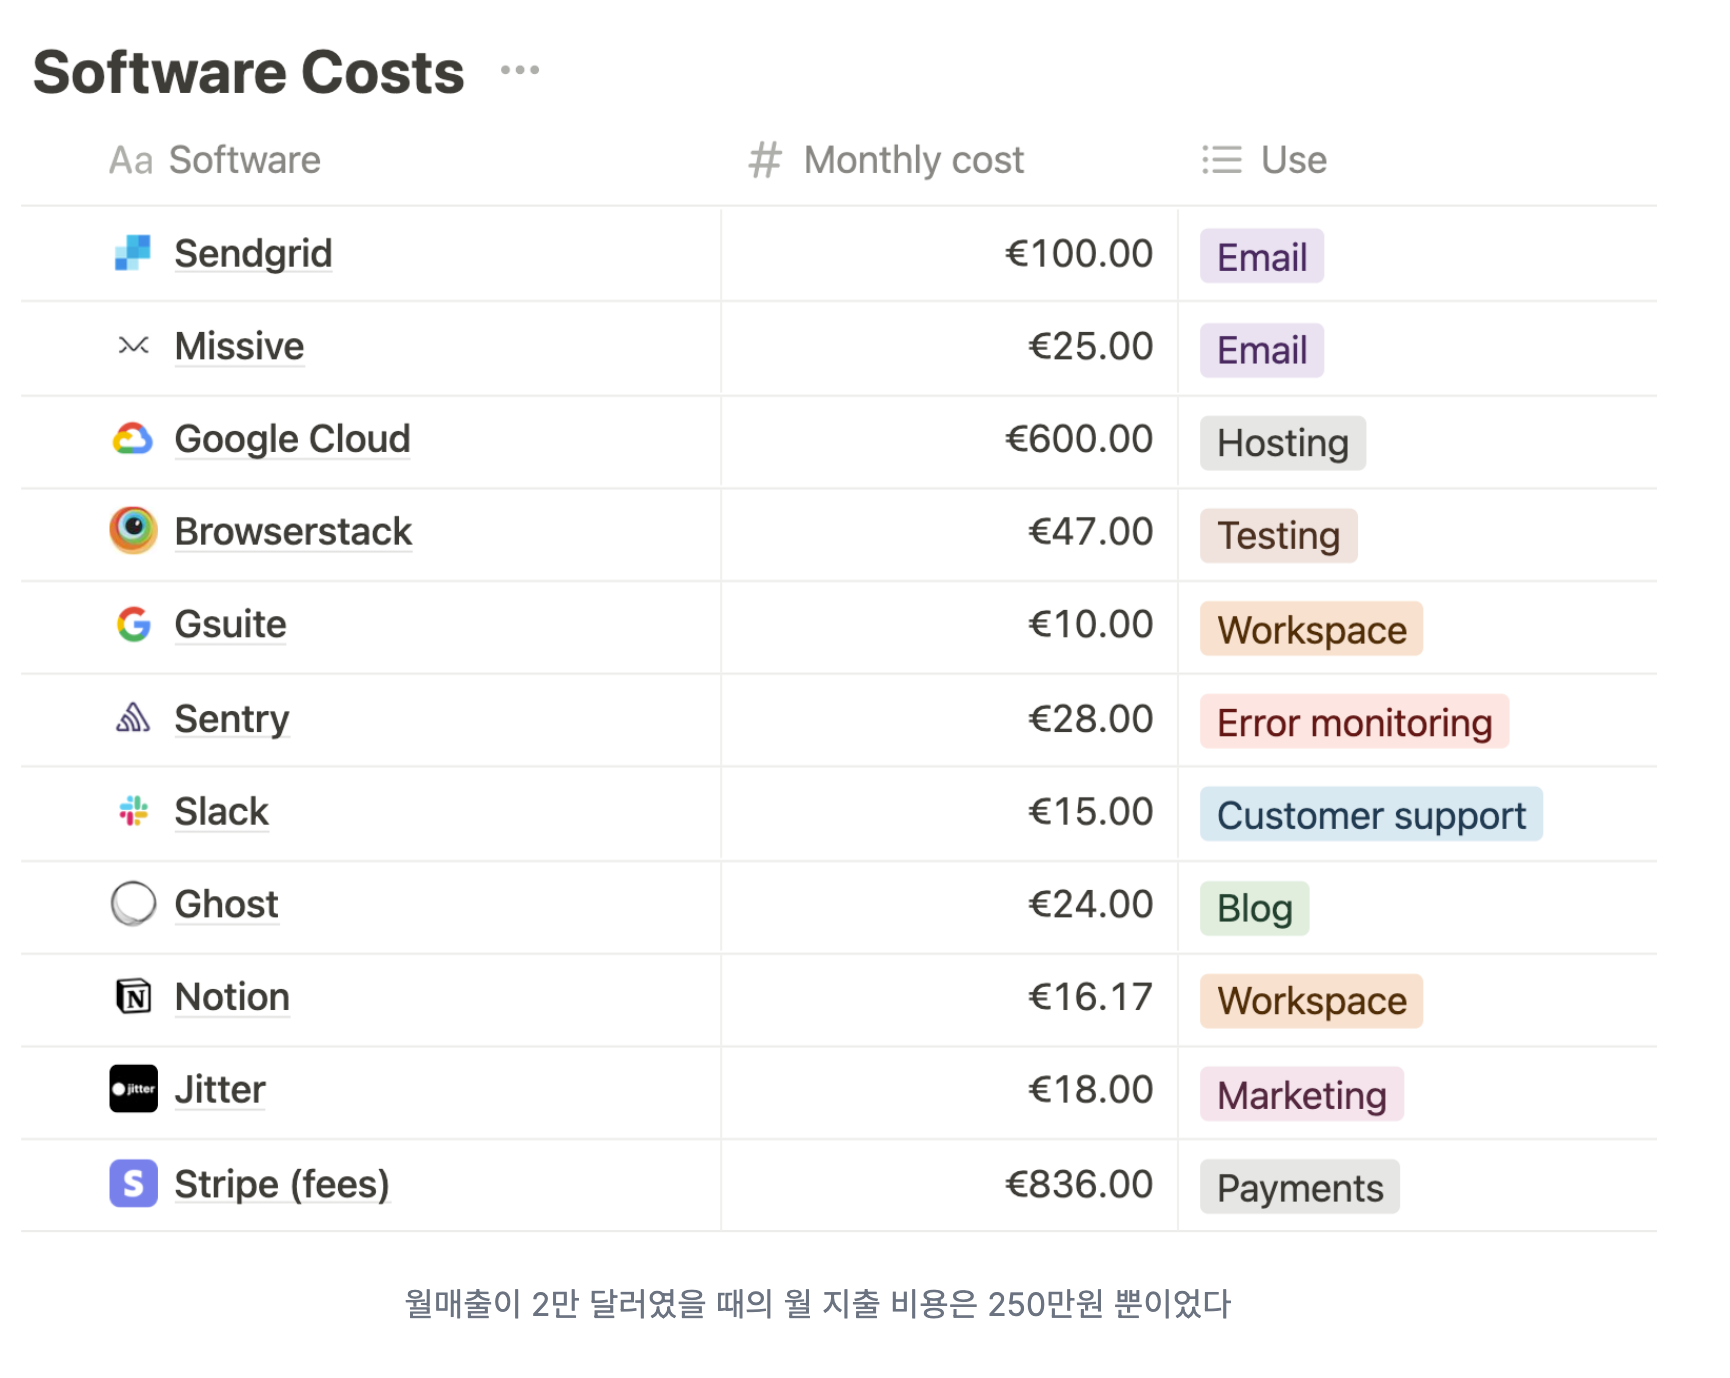 Software Costs ...
Aa Software # Monthly cost Use
Sendgrid €100.00 Email
Missive €25.00 Email
Google Cloud €600.00 Hosting
Browserstack €47.00 Testing
Gsuite €10.00 Workspace
Sentry €28.00 Error monitoring
Slack €15.00 Customer support
Ghost €24.00 Blog
Notion €16.17 Workspace
jitter Jitter €18.00 Marketing
S Stripe (fees) €836.00 Payments
월매출이 2만 달러였을 때의 월 지출 비용은 250만원 뿐이었다